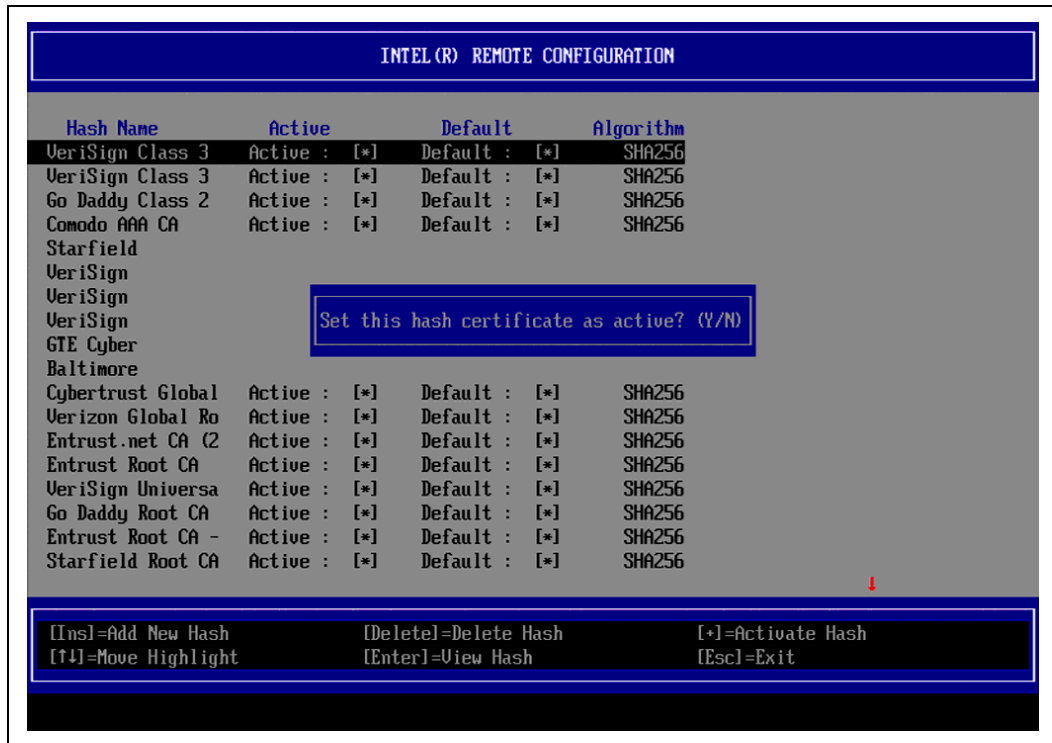 INTEL(R) REMOTE CONFIGURATION
Hash Name Active Default Algorithm
VeriSign Class 3 Active : [*] Default : [*] SHA256
VeriSign Class 3 Active : [*] Default : [*] SHA256
Go Daddy Class 2 Active : [*] Default : [*] SHA256
Comodo AAA CA Active : [*] Default : [*] SHA256
Starfield
VeriSign
VeriSign
VeriSign
Set this hash certificate as active? (Y/N)
GTE Cyber
Baltimore
Cybertrust Global Active : [*] Default : [*] SHA256
Verizon Global Ro Active : [*] Default : [*] SHA256
Entrust.net CA (2 Active : [*] Default : [*] SHA256
Entrust Root CA Active : [*] Default : [*] SHA256
VeriSign Universa Active : [*] Default : [*] SHA256
Go Daddy Root CA Active : [*] Default : [*] SHA256
Entrust Root CA - Active : [*] Default : [*] SHA256
Starfield Root CA Active : [*] Default : [*] SHA256
↓
[Ins]=Add New Hash [Delete]=Delete Hash [+]=Activate Hash
[↑↓]=Move Highlight [Enter]=View Hash [Esc]=Exit